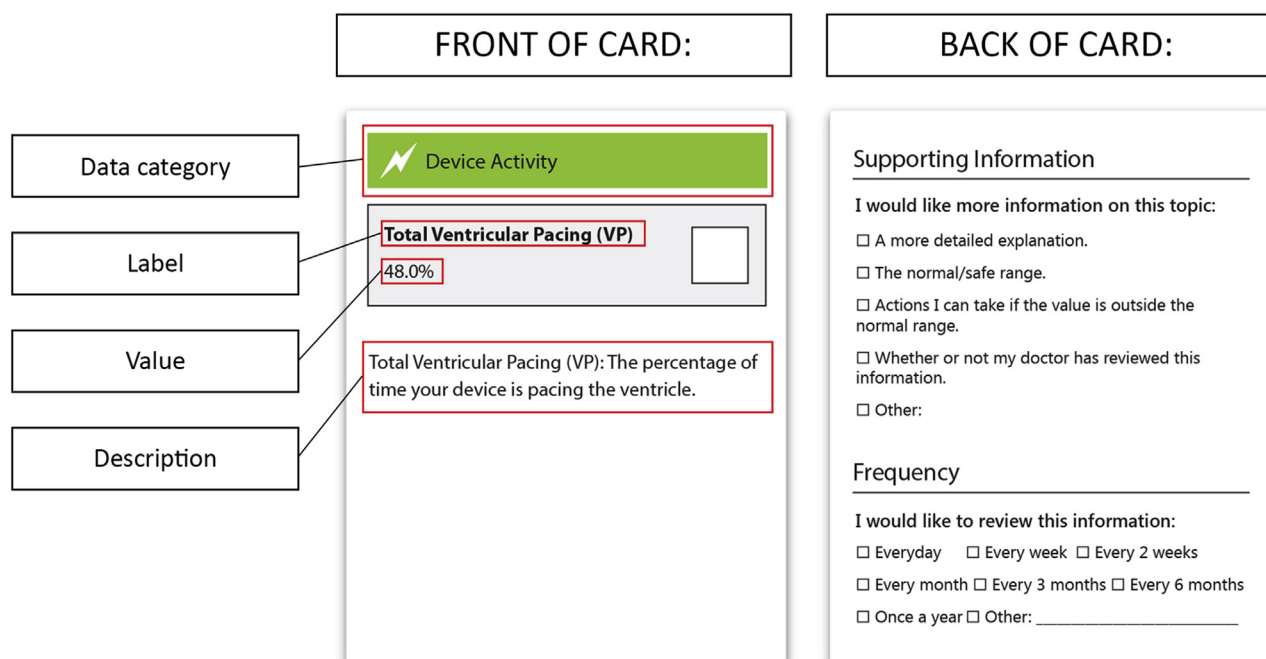 FRONT OF CARD:
BACK OF CARD:
Data category
Label
Value
Description
Device Activity
Total Ventricular Pacing (VP)
48.0%
Total Ventricular Pacing (VP): The percentage of
time your device is pacing the ventricle.
Supporting Information
I would like more information on this topic:
☐ A more detailed explanation.
☐ The normal/safe range.
☐ Actions I can take if the value is outside the
normal range.
☐ Whether or not my doctor has reviewed this
information.
☐ Other:
Frequency
I would like to review this information:
☐ Everyday ☐ Every week ☐ Every 2 weeks
☐ Every month ☐ Every 3 months ☐ Every 6 months
☐ Once a year ☐ Other: ________________________